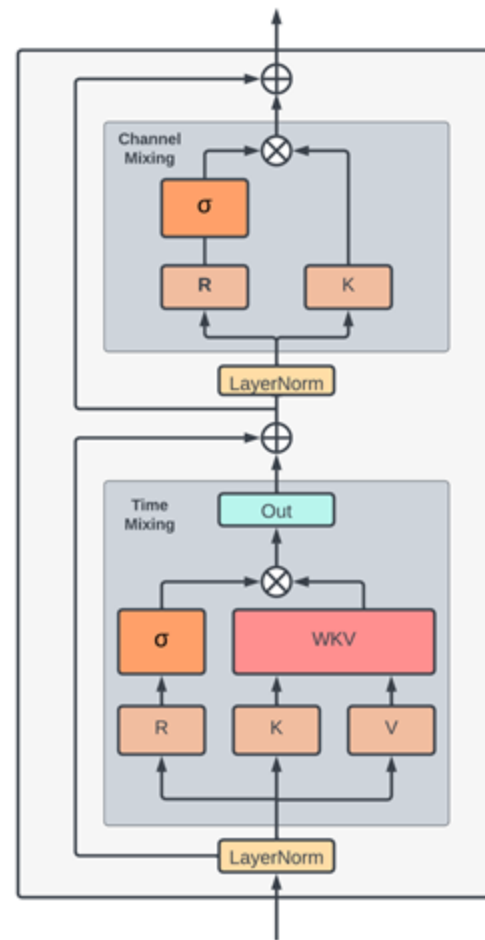 Channel
Mixing
σ
R
K
LayerNorm
Time
Mixing
Out
σ
WKV
R
K
V
LayerNorm